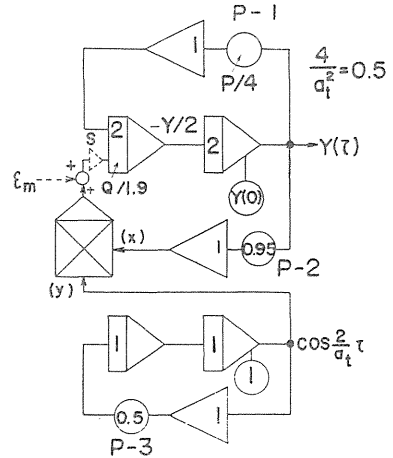 P-1
1
P/4
4/a_t^2 = 0.5
S
2
-Y/2
2
Y(τ)
+
ε_m
+
Q/1.9
Y(0)
(x)
1
0.95
P-2
(y)
1
1
cos 2/a_t τ
1
0.5
1
P-3